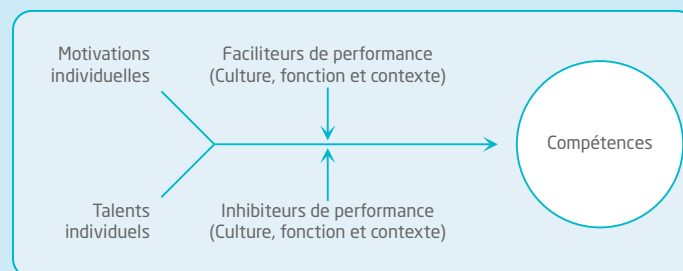 Motivations
individuelles
Faciliteurs de performance
(Culture, fonction et contexte)
Compétences
Talents
individuels
Inhibiteurs de performance
(Culture, fonction et contexte)